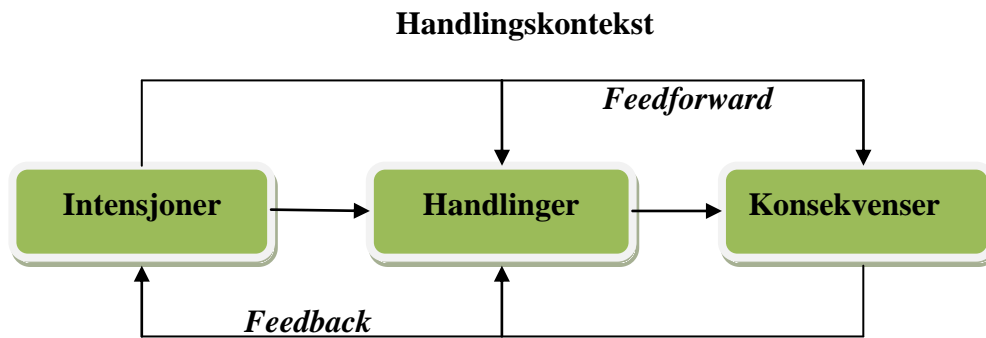 Handlingskontekst
Feedforward
Intensjoner
Handlinger
Konsekvenser
Feedback